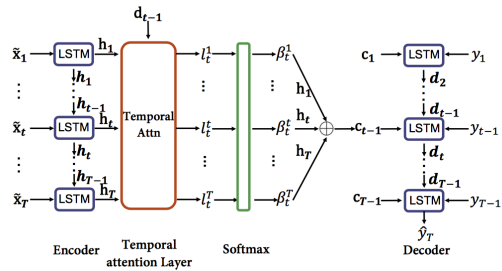 d_{t−1}
x̃_1 LSTM h_1 l_t^1 β_t^1 c_1 LSTM y_1
h_1 h_1 d_2
h_{t−1} d_{t−1}
x̃_t LSTM h_t Temporal Attn l_t^t β_t^t h_t c_{t−1} LSTM y_{t−1}
h_t h_T d_t
h_{T−1} d_{T−1}
x̃_T LSTM h_T l_t^T β_t^T c_{T−1} LSTM y_{T−1}
ŷ_T
Encoder Temporal attention Layer Softmax Decoder